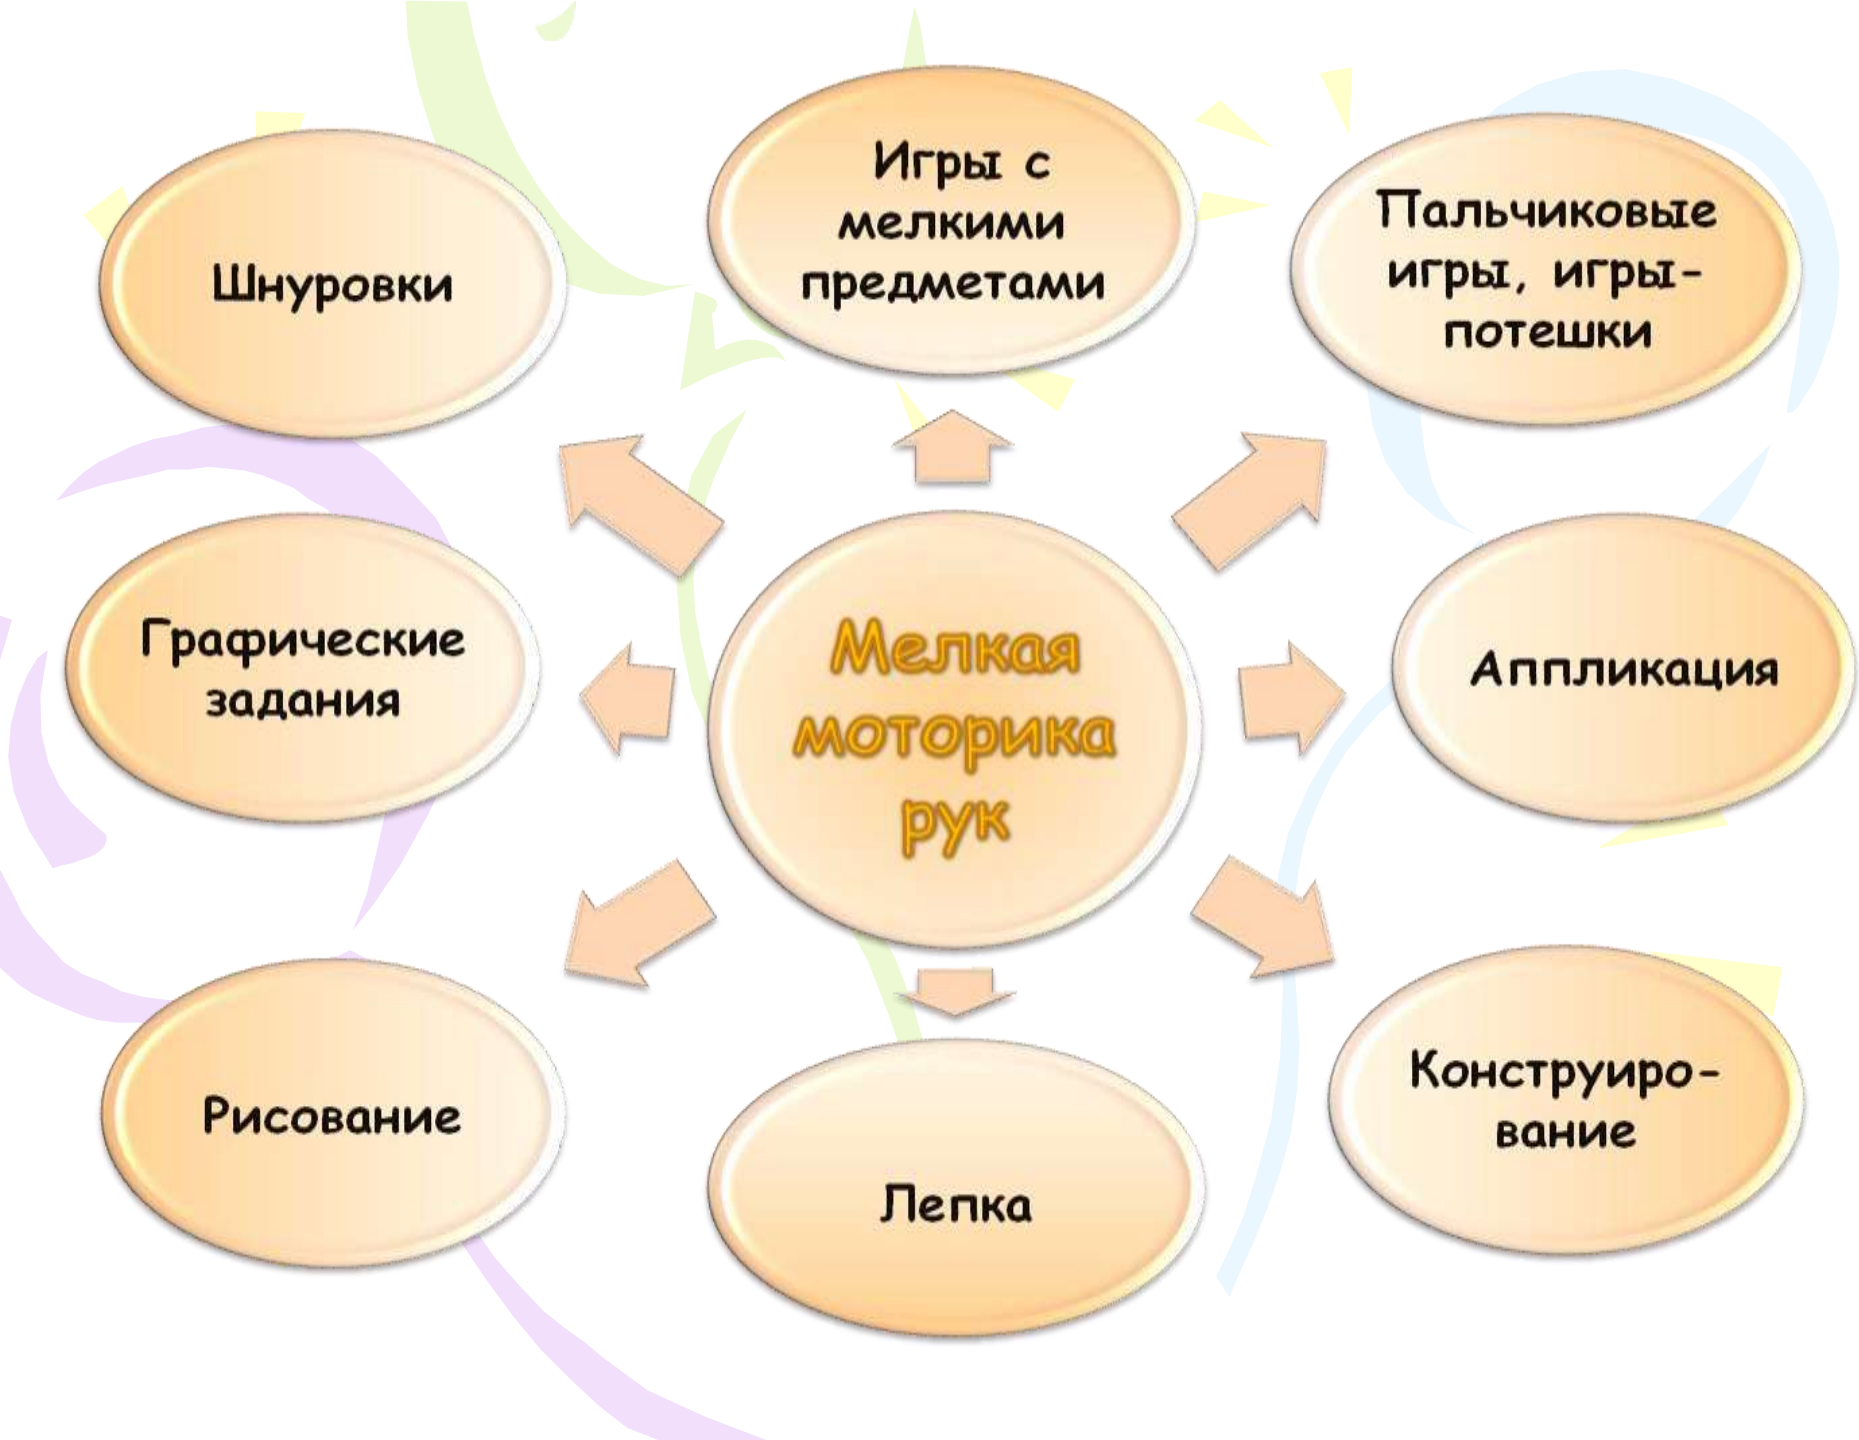 Игры с
мелкими
предметами
Пальчиковые
игры, игры-
потешки
Шнуровки
Графические
задания
Мелкая
моторика
рук
Аппликация
Рисование
Лепка
Конструиро-
вание